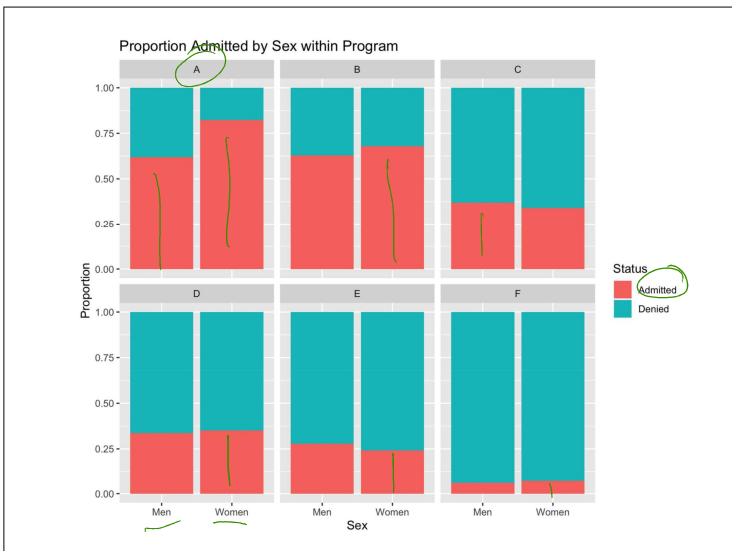 Proportion Admitted by Sex within Program
A
B
C
1.00
0.75
0.50
0.25
0.00
D
E
F
1.00
0.75
0.50
0.25
0.00
Men
Women
Men
Women
Men
Women
Sex
Proportion
Status
Admitted
Denied